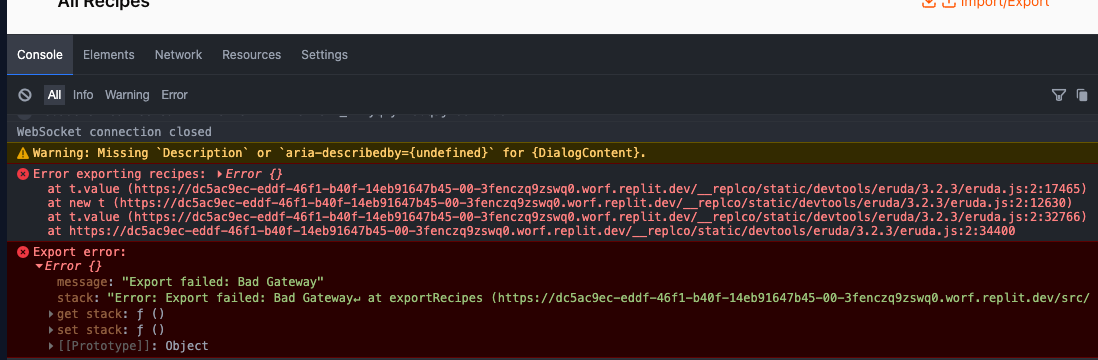 All Recipes
Import/Export
Console Elements Network Resources Settings
All Info Warning Error
WebSocket connection closed
Warning: Missing `Description` or `aria-describedby={undefined}` for {DialogContent}.
Error exporting recipes: Error {}
at t.value (https://dc5ac9ec-eddf-46f1-b40f-14eb91647b45-00-3fenczq9zswq0.worf.replit.dev/__replco/static/devtools/eruda/3.2.3/eruda.js:2:17465)
at new t (https://dc5ac9ec-eddf-46f1-b40f-14eb91647b45-00-3fenczq9zswq0.worf.replit.dev/__replco/static/devtools/eruda/3.2.3/eruda.js:2:12630)
at t.value (https://dc5ac9ec-eddf-46f1-b40f-14eb91647b45-00-3fenczq9zswq0.worf.replit.dev/__replco/static/devtools/eruda/3.2.3/eruda.js:2:32766)
at https://dc5ac9ec-eddf-46f1-b40f-14eb91647b45-00-3fenczq9zswq0.worf.replit.dev/__replco/static/devtools/eruda/3.2.3/eruda.js:2:34400
Export error:
Error {}
message: "Export failed: Bad Gateway"
stack: "Error: Export failed: Bad Gateway↵ at exportRecipes (https://dc5ac9ec-eddf-46f1-b40f-14eb91647b45-00-3fenczq9zswq0.worf.replit.dev/src/
get stack: ƒ ()
set stack: ƒ ()
[[Prototype]]: Object